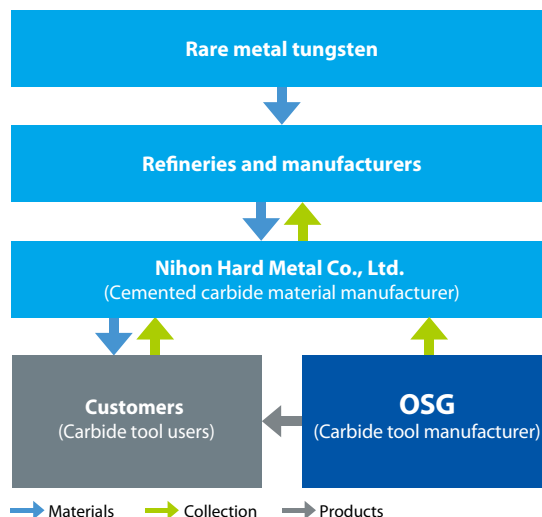 Rare metal tungsten
Refineries and manufacturers
Nihon Hard Metal Co., Ltd.
(Cemented carbide material manufacturer)
Customers
(Carbide tool users)
OSG
(Carbide tool manufacturer)
Materials Collection Products